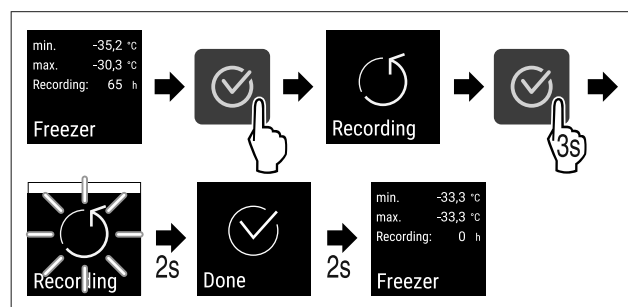 min. -35,2 °C
max. -30,3 °C
Recording: 65 h
Freezer
Recording
3s
Recording
2s
Done
2s
min. -33,3 °C
max. -33,3 °C
Recording: 0 h
Freezer